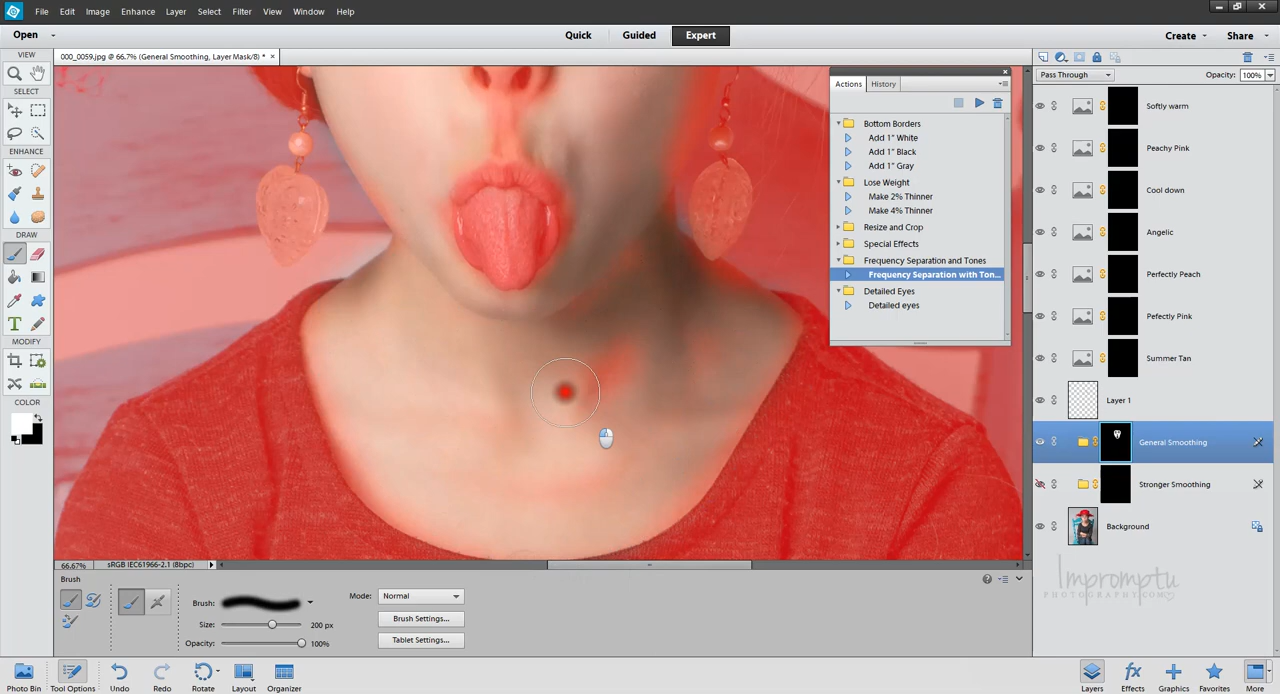 File Edit Image Enhance Layer Select Filter View Window Help
Open Quick Guided Expert Create Share
VIEW
000_0059.jpg @ 66.7% (General Smoothing, Layer Mask/8) * ×
SELECT
ENHANCE
DRAW
T
MODIFY
COLOR
Actions History
Bottom Borders
Add 1" White
Add 1" Black
Add 1" Gray
Lose Weight
Make 2% Thinner
Make 4% Thinner
Resize and Crop
Special Effects
Frequency Separation and Tones
Frequency Separation with Ton...
Detailed Eyes
Detailed eyes
Pass Through Opacity: 100%
Softly warm
Peachy Pink
Cool down
Angelic
Perfectly Peach
Pefectly Pink
Summer Tan
Layer 1
General Smoothing
Stronger Smoothing
Background
Impromptu
PHOTOGRAPHY.COM
66.67% sRGB IEC61966-2.1 (8bpc)
Brush
Brush: Mode: Normal
Size: 200 px Brush Settings...
Opacity: 100% Tablet Settings...
Photo Bin Tool Options Undo Redo Rotate Layout Organizer Layers Effects Graphics Favorites More